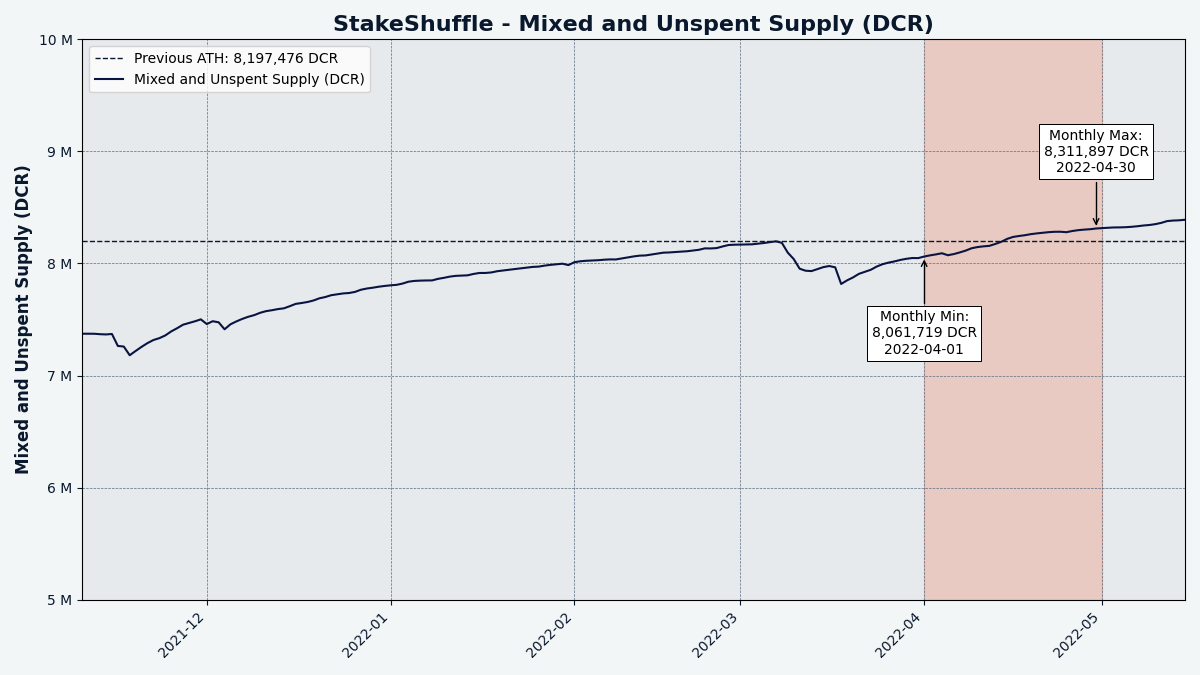 StakeShuffle - Mixed and Unspent Supply (DCR)
Mixed and Unspent Supply (DCR)
10 M
9 M
8 M
7 M
6 M
5 M
Previous ATH: 8,197,476 DCR
Mixed and Unspent Supply (DCR)
Monthly Max:
8,311,897 DCR
2022-04-30
Monthly Min:
8,061,719 DCR
2022-04-01
2021-12
2022-01
2022-02
2022-03
2022-04
2022-05